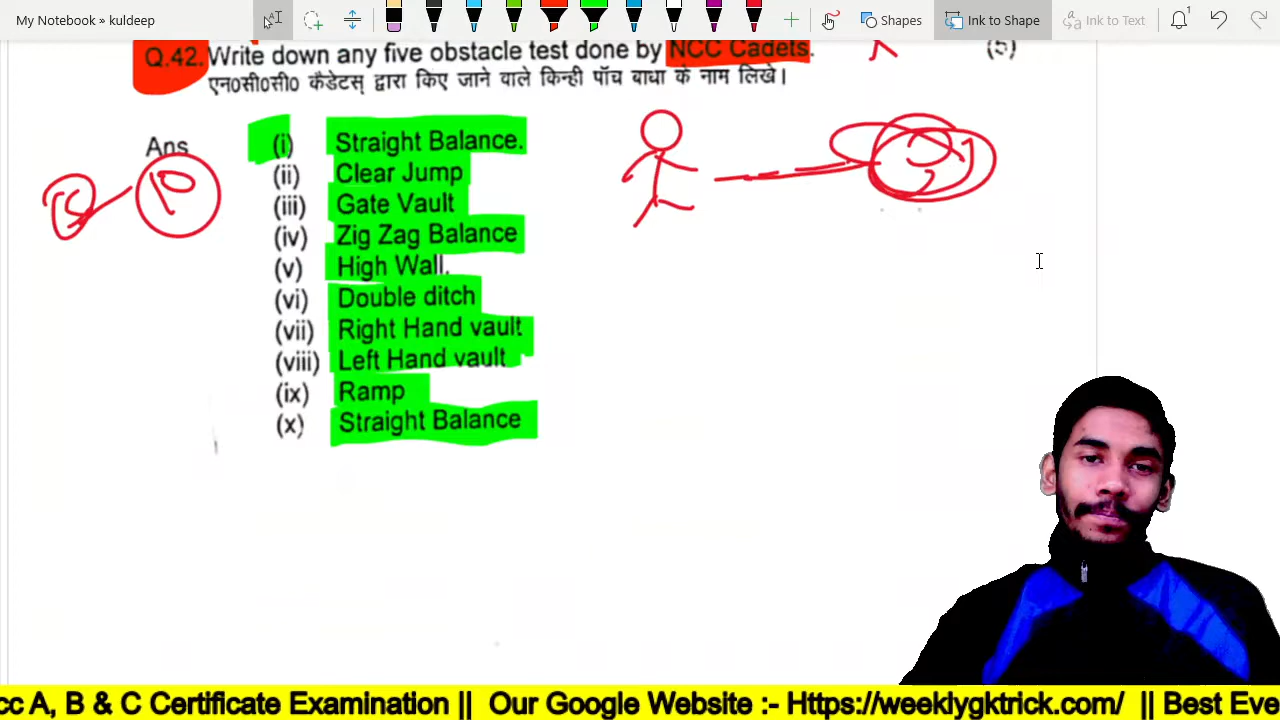 My Notebook » kuldeep
Shapes
Ink to Shape
Ink to Text
Q.42. Write down any five obstacle test done by NCC Cadets. (5)
एन0सी0सी0 कैडेटस् द्वारा किए जाने वाले किन्ही पॉच बाधा के नाम लिखे।
Ans (i) Straight Balance.
(ii) Clear Jump
(iii) Gate Vault
(iv) Zig Zag Balance
(v) High Wall.
(vi) Double ditch
(vii) Right Hand vault
(viii) Left Hand vault
(ix) Ramp
(x) Straight Balance
10
cc A, B & C Certificate Examination || Our Google Website :- Https://weeklygktrick.com/ || Best Eve